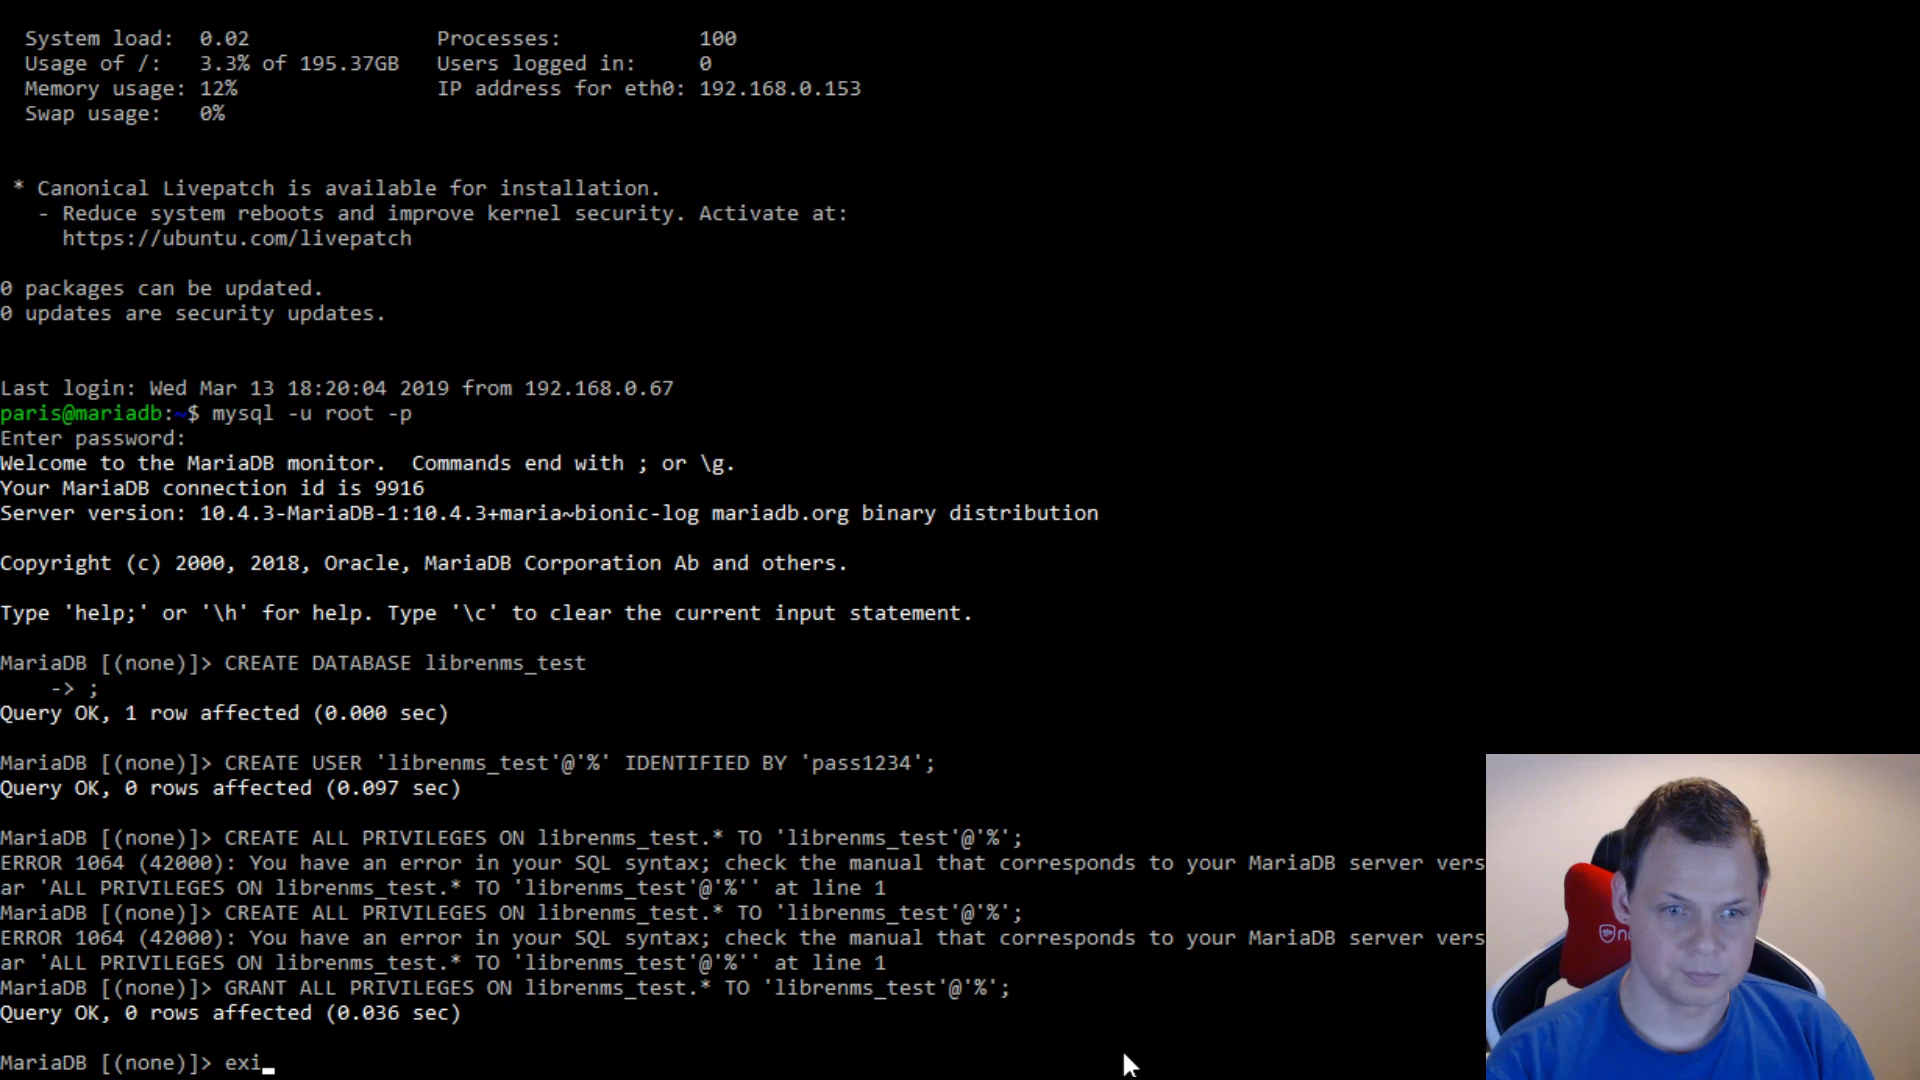 System load: 0.02 Processes: 100
Usage of /: 3.3% of 195.37GB Users logged in: 0
Memory usage: 12% IP address for eth0: 192.168.0.153
Swap usage: 0%
* Canonical Livepatch is available for installation.
- Reduce system reboots and improve kernel security. Activate at:
https://ubuntu.com/livepatch
0 packages can be updated.
0 updates are security updates.
Last login: Wed Mar 13 18:20:04 2019 from 192.168.0.67
paris@mariadb:~$ mysql -u root -p
Enter password:
Welcome to the MariaDB monitor. Commands end with ; or \g.
Your MariaDB connection id is 9916
Server version: 10.4.3-MariaDB-1:10.4.3+maria~bionic-log mariadb.org binary distribution
Copyright (c) 2000, 2018, Oracle, MariaDB Corporation Ab and others.
Type 'help;' or '\h' for help. Type '\c' to clear the current input statement.
MariaDB [(none)]> CREATE DATABASE librenms_test
-> ;
Query OK, 1 row affected (0.000 sec)
MariaDB [(none)]> CREATE USER 'librenms_test'@'%' IDENTIFIED BY 'pass1234';
Query OK, 0 rows affected (0.097 sec)
MariaDB [(none)]> CREATE ALL PRIVILEGES ON librenms_test.* TO 'librenms_test'@'%';
ERROR 1064 (42000): You have an error in your SQL syntax; check the manual that corresponds to your MariaDB server vers
ar 'ALL PRIVILEGES ON librenms_test.* TO 'librenms_test'@'%'' at line 1
MariaDB [(none)]> CREATE ALL PRIVILEGES ON librenms_test.* TO 'librenms_test'@'%';
ERROR 1064 (42000): You have an error in your SQL syntax; check the manual that corresponds to your MariaDB server vers
ar 'ALL PRIVILEGES ON librenms_test.* TO 'librenms_test'@'%'' at line 1
MariaDB [(none)]> GRANT ALL PRIVILEGES ON librenms_test.* TO 'librenms_test'@'%';
Query OK, 0 rows affected (0.036 sec)
MariaDB [(none)]> exi